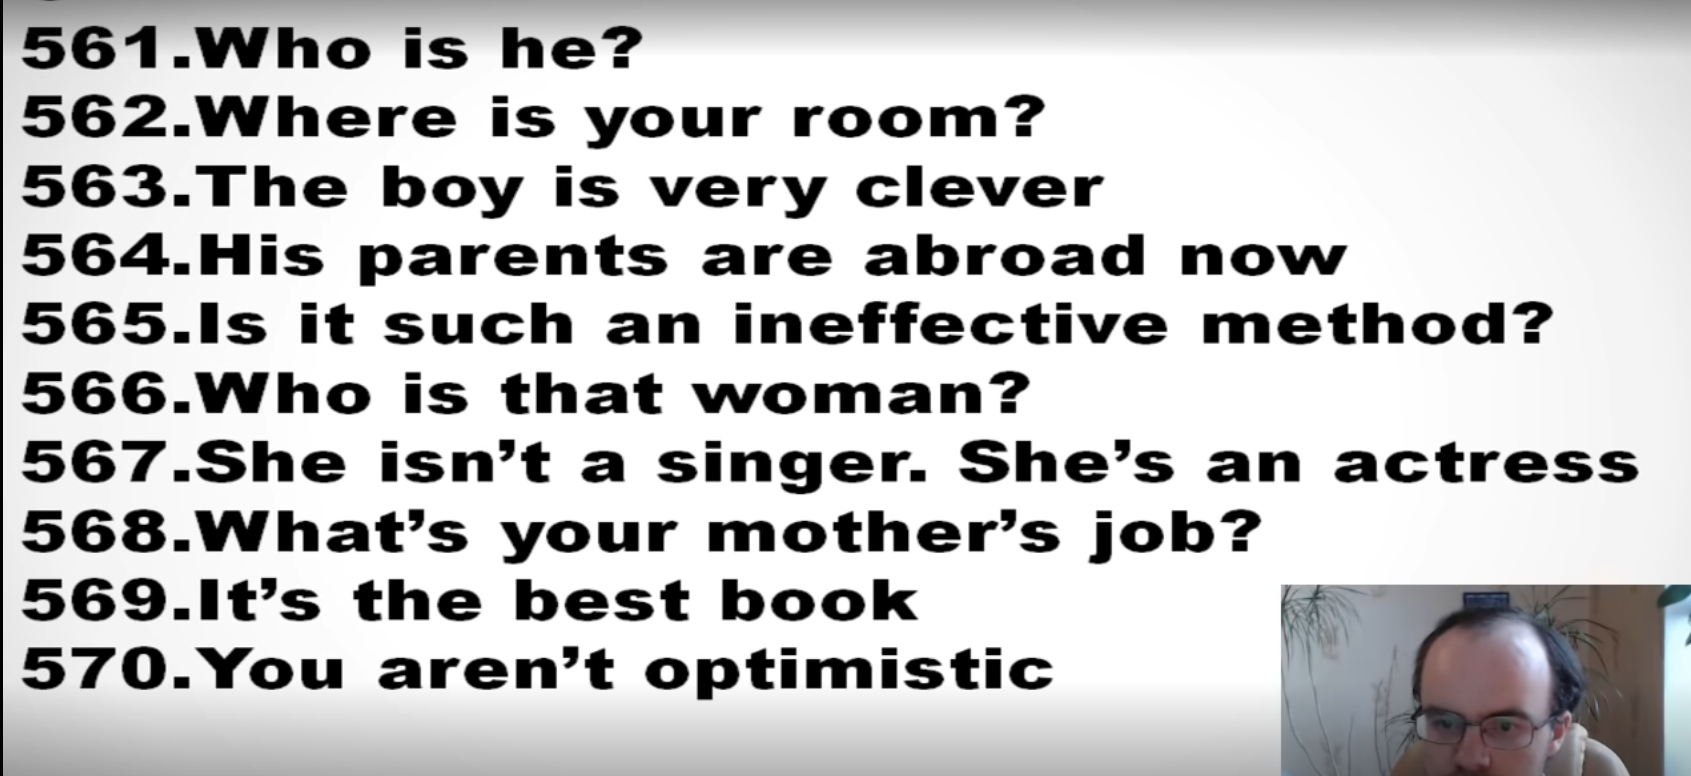 561.Who is he?
562.Where is your room?
563.The boy is very clever
564.His parents are abroad now
565.Is it such an ineffective method?
566.Who is that woman?
567.She isn’t a singer. She’s an actress
568.What’s your mother’s job?
569.It’s the best book
570.You aren’t optimistic